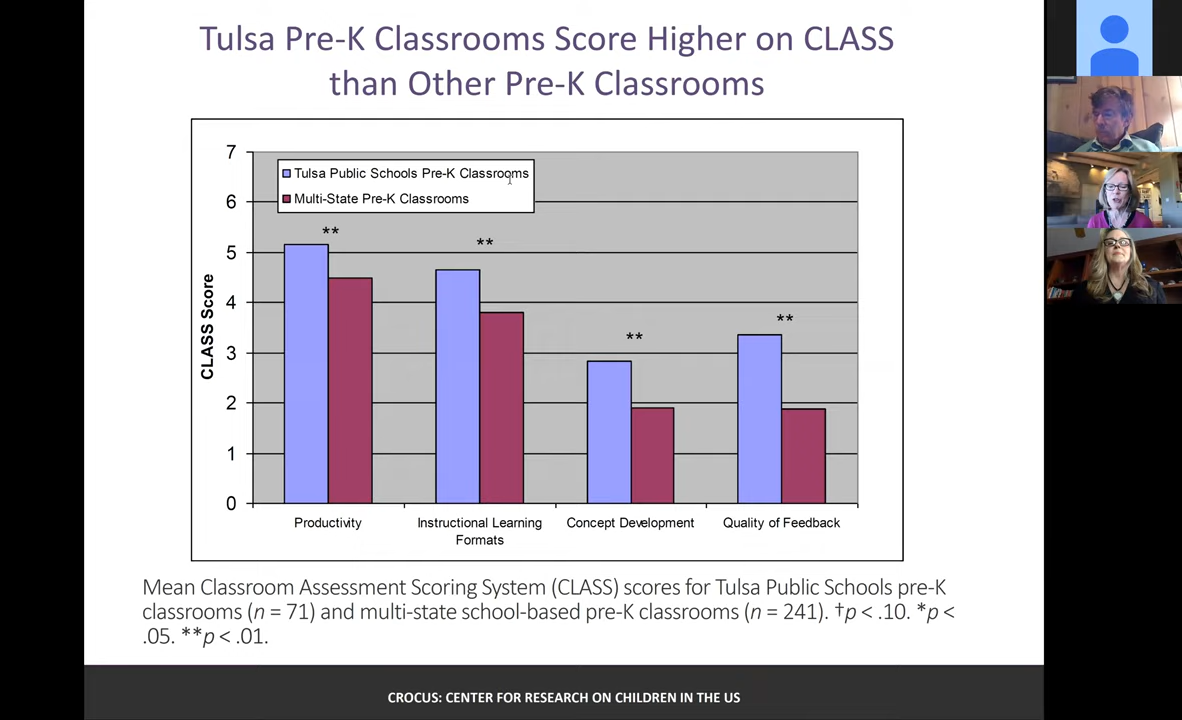 Tulsa Pre-K Classrooms Score Higher on CLASS
than Other Pre-K Classrooms
7
6
5
4
3
2
1
0
CLASS Score
Tulsa Public Schools Pre-K Classrooms
Multi-State Pre-K Classrooms
**
**
**
**
Productivity
Instructional Learning
Formats
Concept Development
Quality of Feedback
Mean Classroom Assessment Scoring System (CLASS) scores for Tulsa Public Schools pre-K
classrooms (n = 71) and multi-state school-based pre-K classrooms (n = 241). †p < .10. *p <
.05. **p < .01.
CROCUS: CENTER FOR RESEARCH ON CHILDREN IN THE US